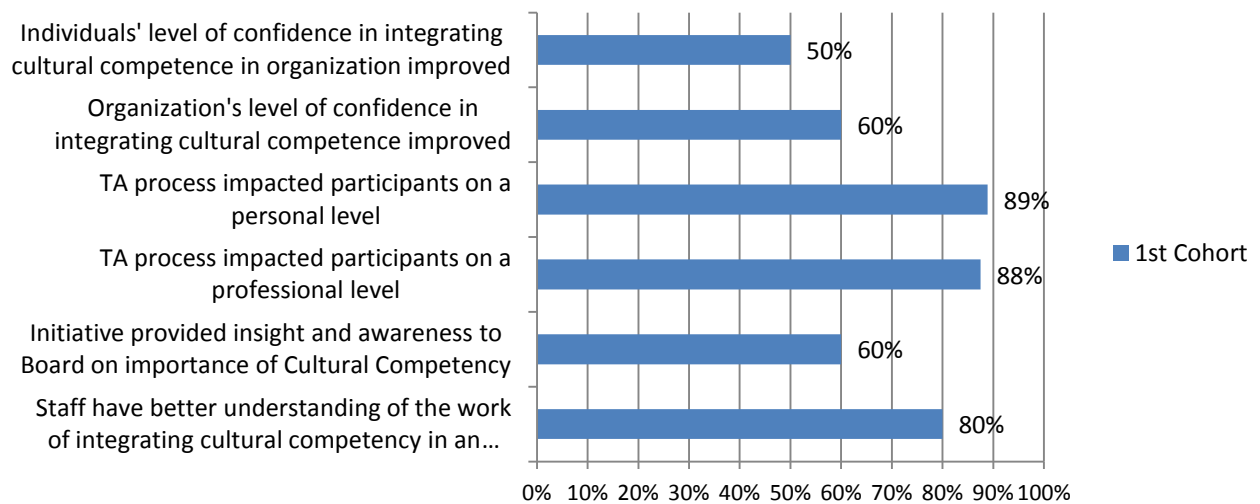 Individuals' level of confidence in integrating
cultural competence in organization improved
50%
Organization's level of confidence in
integrating cultural competence improved
60%
TA process impacted participants on a
personal level
89%
TA process impacted participants on a
professional level
88%
Initiative provided insight and awareness to
Board on importance of Cultural Competency
60%
Staff have better understanding of the work
of integrating cultural competency in an…
80%
1st Cohort
0% 10% 20% 30% 40% 50% 60% 70% 80% 90% 100%